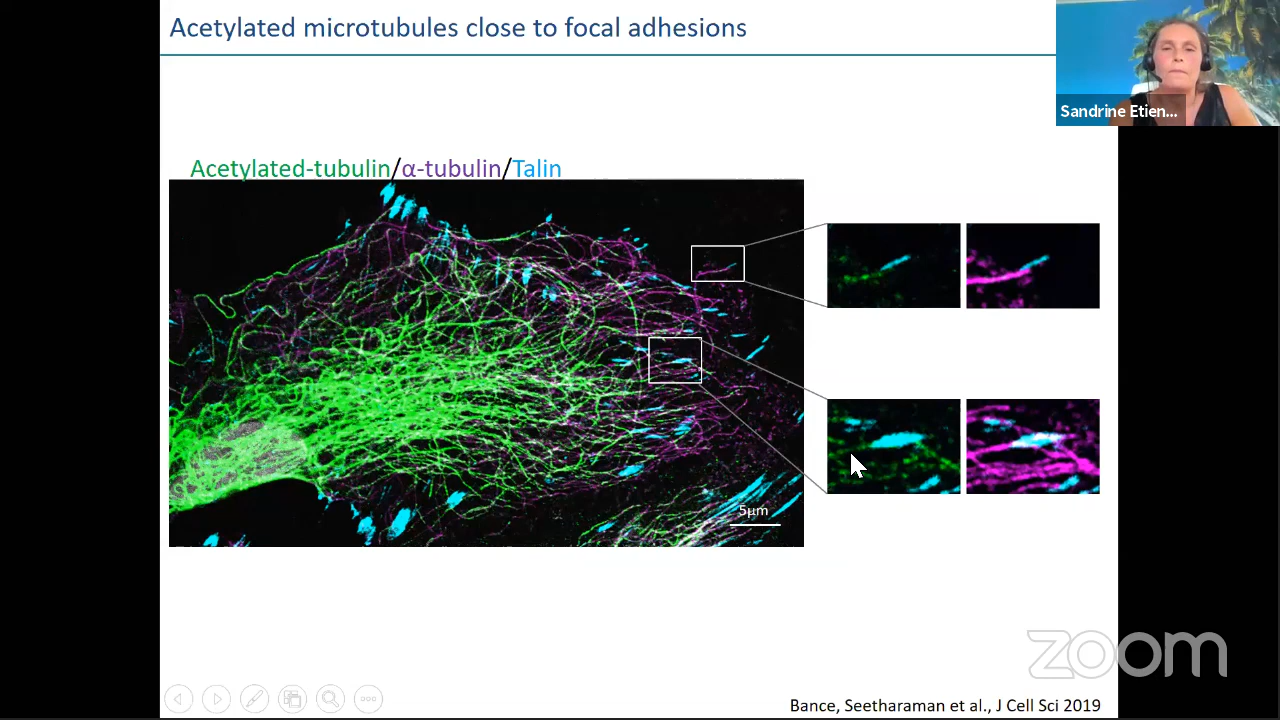 Acetylated microtubules close to focal adhesions
Sandrine Etien...
Acetylated-tubulin/α-tubulin/Talin
5μm
zoom
Bance, Seetharaman et al., J Cell Sci 2019